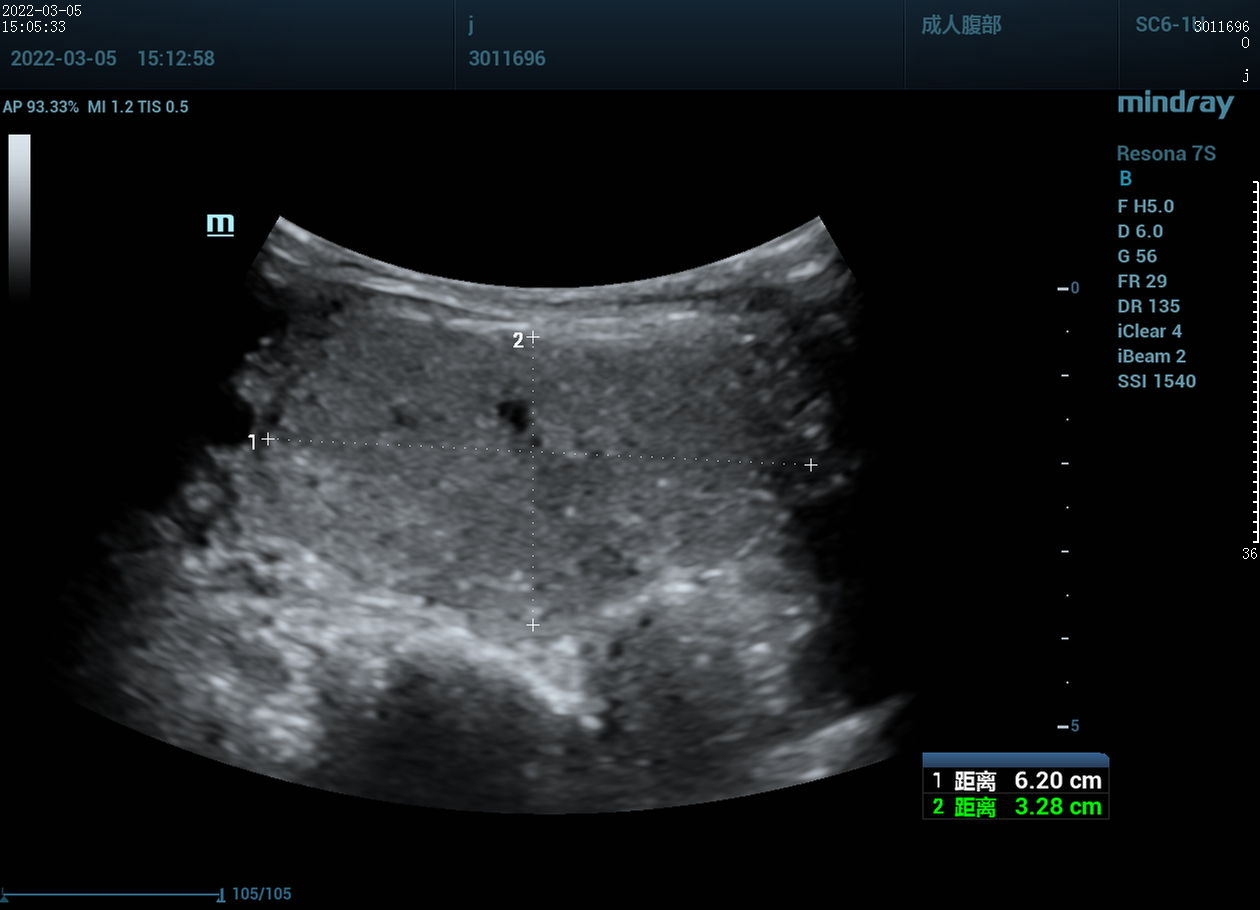 2022-03-05
15:05:33
2022-03-05 15:12:58
j
3011696
成人腹部
3011696
0
j
AP 93.33% MI 1.2 TIS 0.5
mindray
Resona 7S
B
F H5.0
D 6.0
G 56
FR 29
DR 135
iClear 4
iBeam 2
SSI 1540
m
0
2
1
5
36
1 距离 6.20 cm
2 距离 3.28 cm
105/105